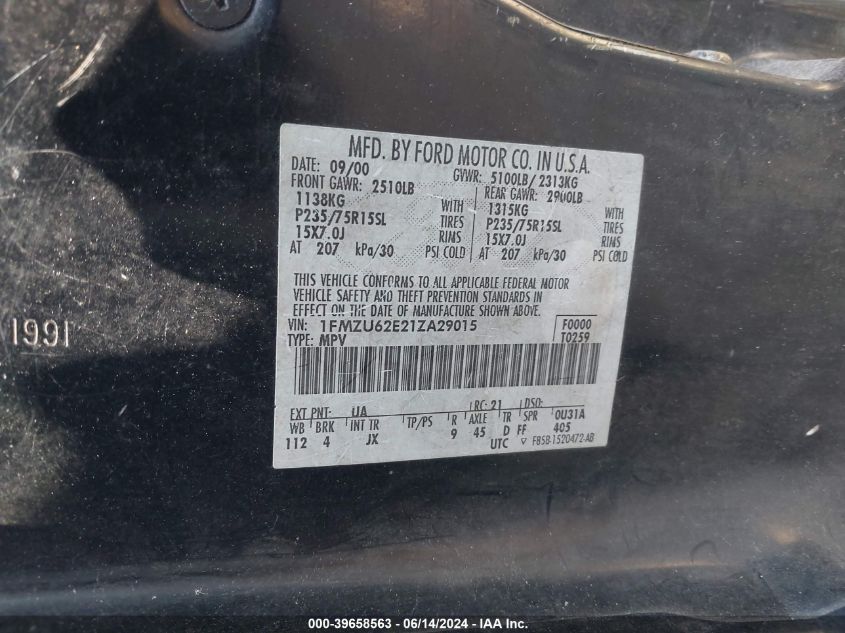 MFD. BY FORD MOTOR CO. IN U.S.A.
DATE: 09/00 GVWR: 5100LB/ 2313KG
FRONT GAWR: 2510LB REAR GAWR: 2900LB
1138KG WITH 1315KG WITH
P235/75R15SL TIRES P235/75R15SL TIRES
15X7.0J RIMS 15X7.0J RIMS
AT 207 kPa/30 PSI COLD AT 207 kPa/30 PSI COLD
THIS VEHICLE CONFORMS TO ALL APPLICABLE FEDERAL MOTOR
VEHICLE SAFETY AND THEFT PREVENTION STANDARDS IN
EFFECT ON THE DATE OF MANUFACTURE SHOWN ABOVE.
VIN: 1FMZU62E21ZA29015 F0000
TYPE: MPV T0259
EXT PNT: UA RC: 21 DSO:
WB BRK INT TR TP/PS R AXLE TR SPR 0U31A
112 4 JX 9 45 D FF 405
UTC F85B-1520472-AB
1991
000-39658563 - 06/14/2024 - IAA Inc.